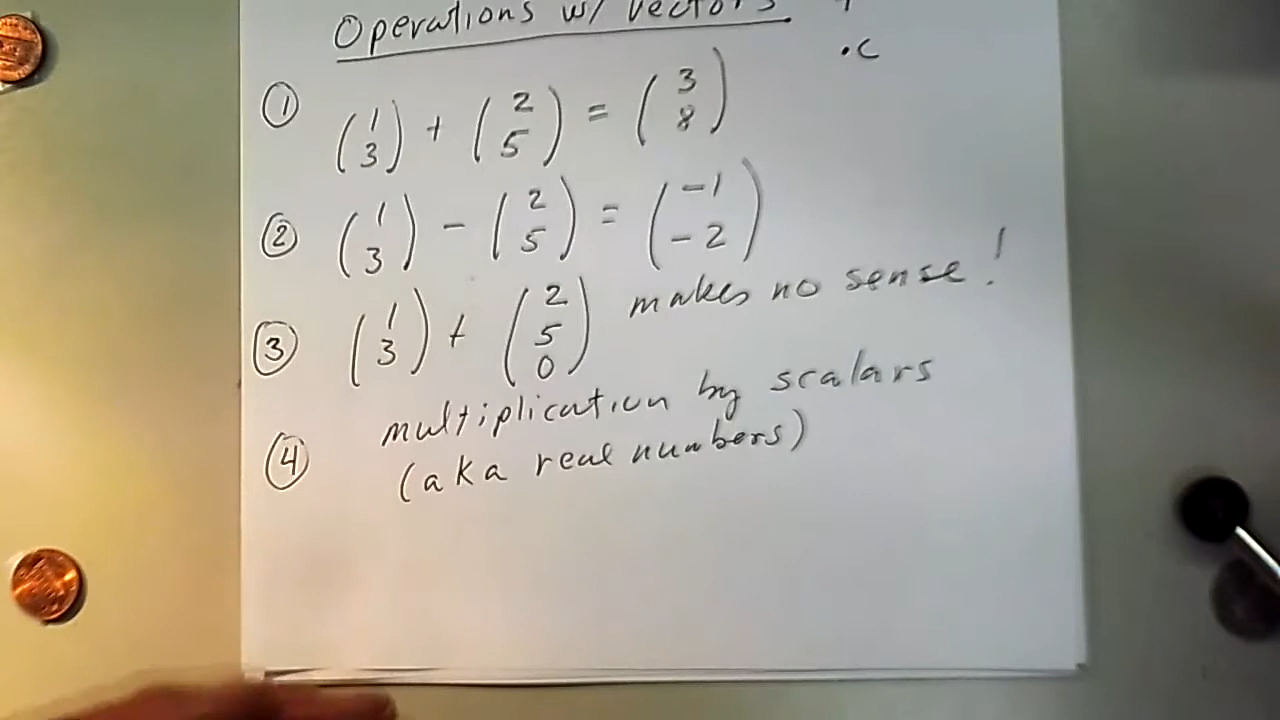 Operations w/ vectors
· C
① (1 3) + (2 5) = (3 8)
② (1 3) - (2 5) = (-1 -2)
③ (1 3) + (2 5 0) makes no sense!
④ multiplication by scalars
(aka real numbers)